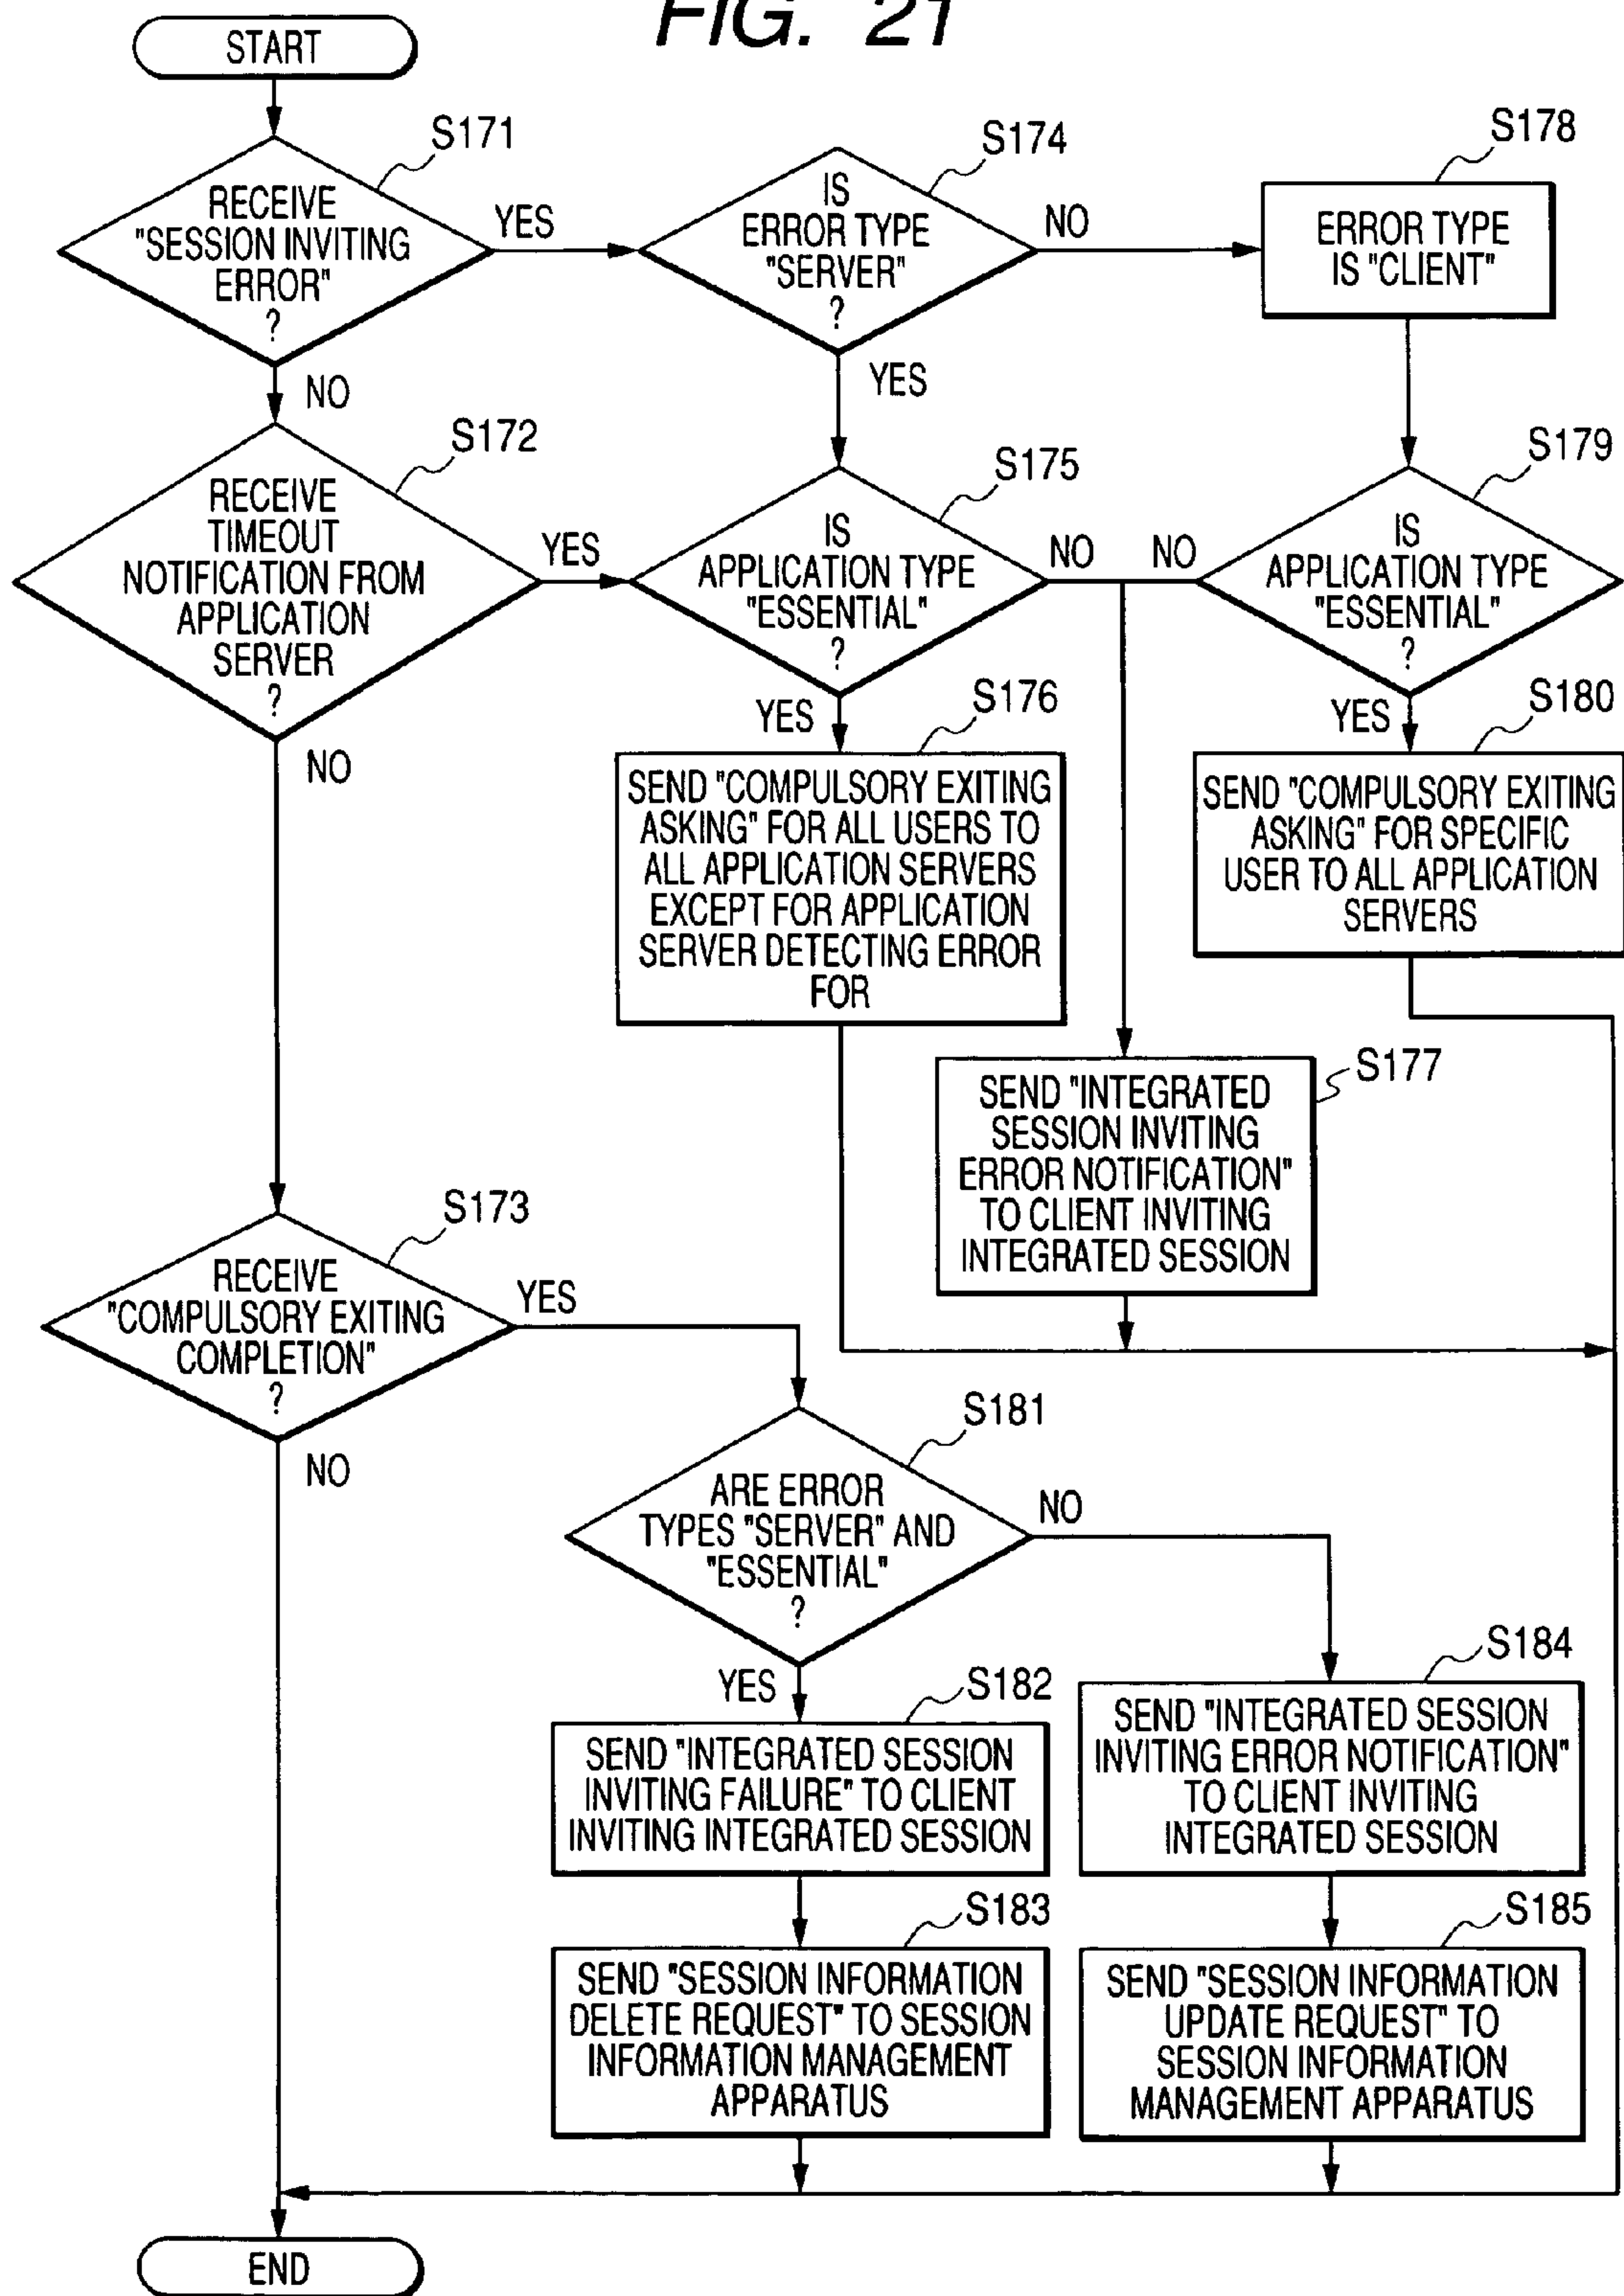 FIG. 21
START
S171
RECEIVE
"SESSION INVITING
ERROR"
?
YES
NO
S174
IS
ERROR TYPE
"SERVER"
?
NO
YES
S178
ERROR TYPE
IS "CLIENT"
S172
RECEIVE
TIMEOUT
NOTIFICATION FROM
APPLICATION
SERVER
?
YES
NO
S175
IS
APPLICATION TYPE
"ESSENTIAL"
?
NO
YES
S179
IS
APPLICATION TYPE
"ESSENTIAL"
?
NO
YES
S176
SEND "COMPULSORY EXITING
ASKING" FOR ALL USERS TO
ALL APPLICATION SERVERS
EXCEPT FOR APPLICATION
SERVER DETECTING ERROR
FOR
S180
SEND "COMPULSORY EXITING
ASKING" FOR SPECIFIC
USER TO ALL APPLICATION
SERVERS
S177
SEND "INTEGRATED
SESSION INVITING
ERROR NOTIFICATION"
TO CLIENT INVITING
INTEGRATED SESSION
S173
RECEIVE
"COMPULSORY EXITING
COMPLETION"
?
YES
NO
S181
ARE ERROR
TYPES "SERVER" AND
"ESSENTIAL"
?
NO
YES
S182
SEND "INTEGRATED SESSION
INVITING FAILURE" TO CLIENT
INVITING INTEGRATED SESSION
S184
SEND "INTEGRATED SESSION
INVITING ERROR NOTIFICATION"
TO CLIENT INVITING
INTEGRATED SESSION
S183
SEND "SESSION INFORMATION
DELETE REQUEST" TO SESSION
INFORMATION MANAGEMENT
APPARATUS
S185
SEND "SESSION INFORMATION
UPDATE REQUEST" TO
SESSION INFORMATION
MANAGEMENT APPARATUS
END